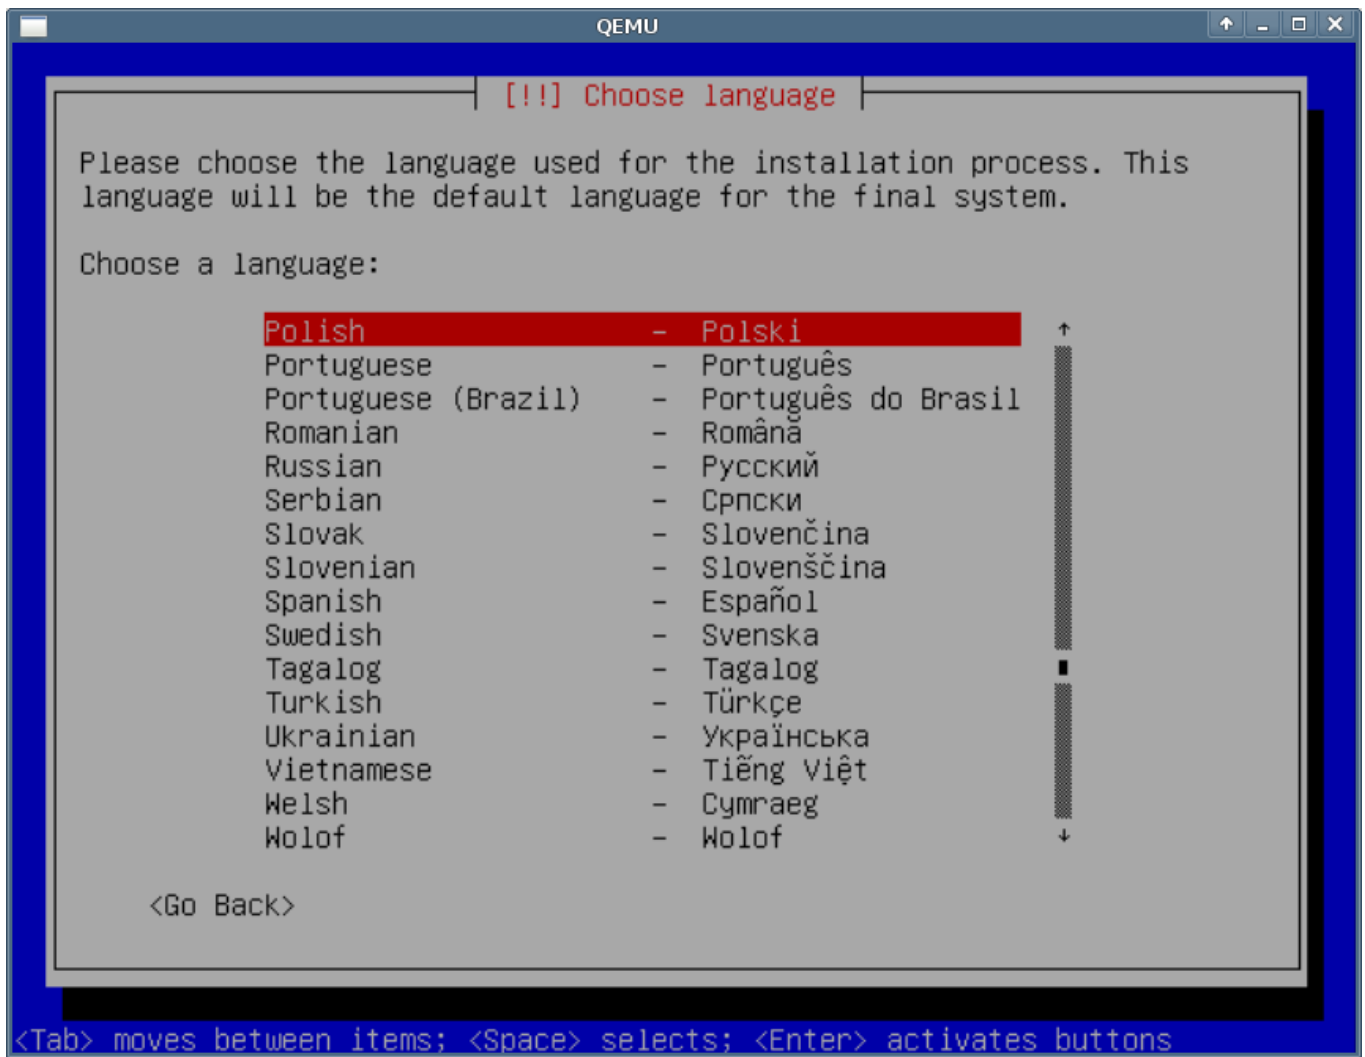 QEMU
[!!] Choose language
Please choose the language used for the installation process. This
language will be the default language for the final system.
Choose a language:
Polish - Polski
Portuguese - Português
Portuguese (Brazil) - Português do Brasil
Romanian - Română
Russian - Русский
Serbian - Српски
Slovak - Slovenčina
Slovenian - Slovenščina
Spanish - Español
Swedish - Svenska
Tagalog - Tagalog
Turkish - Türkçe
Ukrainian - Українська
Vietnamese - Tiếng Việt
Welsh - Cymraeg
Wolof - Wolof
<Go Back>
<Tab> moves between items; <Space> selects; <Enter> activates buttons